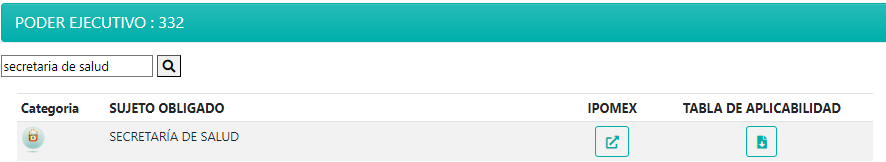 PODER EJECUTIVO : 332
secretaria de salud
Categoria SUJETO OBLIGADO IPOMEX TABLA DE APLICABILIDAD
SECRETARÍA DE SALUD